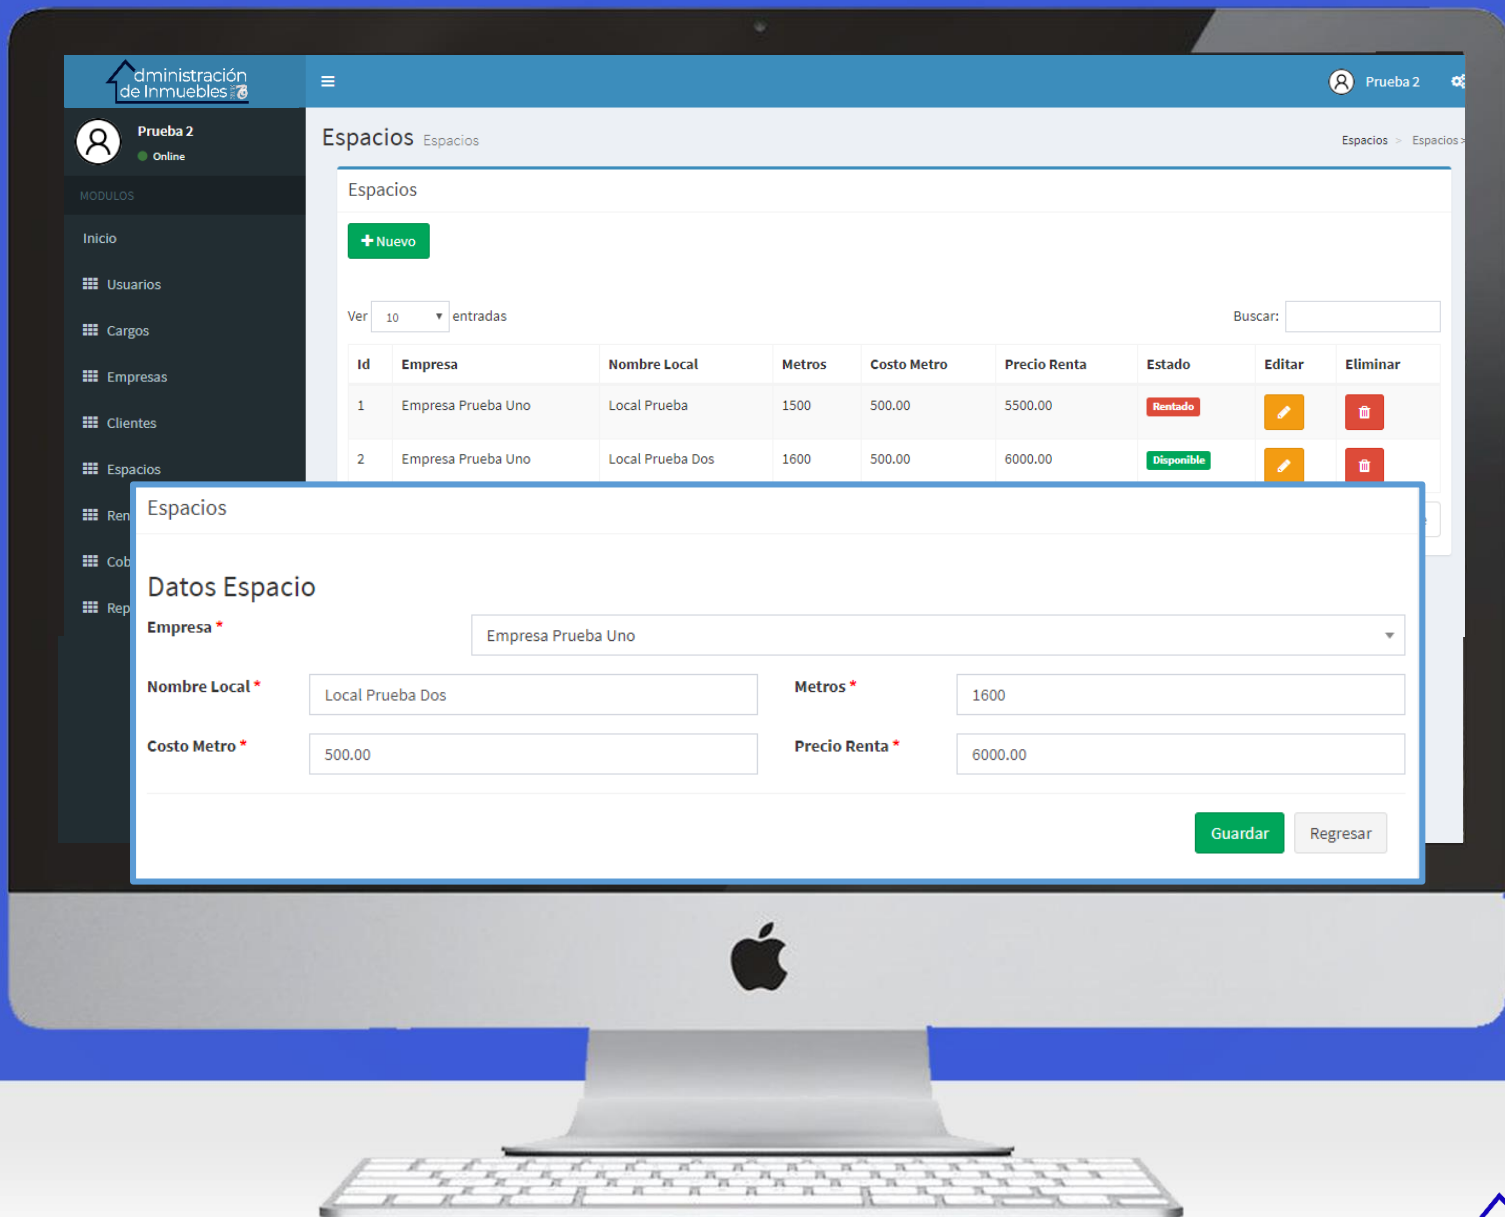 Administración
de Inmuebles
Prueba 2
Prueba 2
Online
Espacios Espacios
Espacios > Espacios >
MODULOS
Inicio
Usuarios
Cargos
Empresas
Clientes
Espacios
Ren
Cob
Rep
Espacios
+ Nuevo
Ver 10 entradas
Buscar:
Id Empresa Nombre Local Metros Costo Metro Precio Renta Estado Editar Eliminar
1 Empresa Prueba Uno Local Prueba 1500 500.00 5500.00 Rentado
2 Empresa Prueba Uno Local Prueba Dos 1600 500.00 6000.00 Disponible
Espacios
Datos Espacio
Empresa * Empresa Prueba Uno
Nombre Local * Local Prueba Dos Metros * 1600
Costo Metro * 500.00 Precio Renta * 6000.00
Guardar Regresar